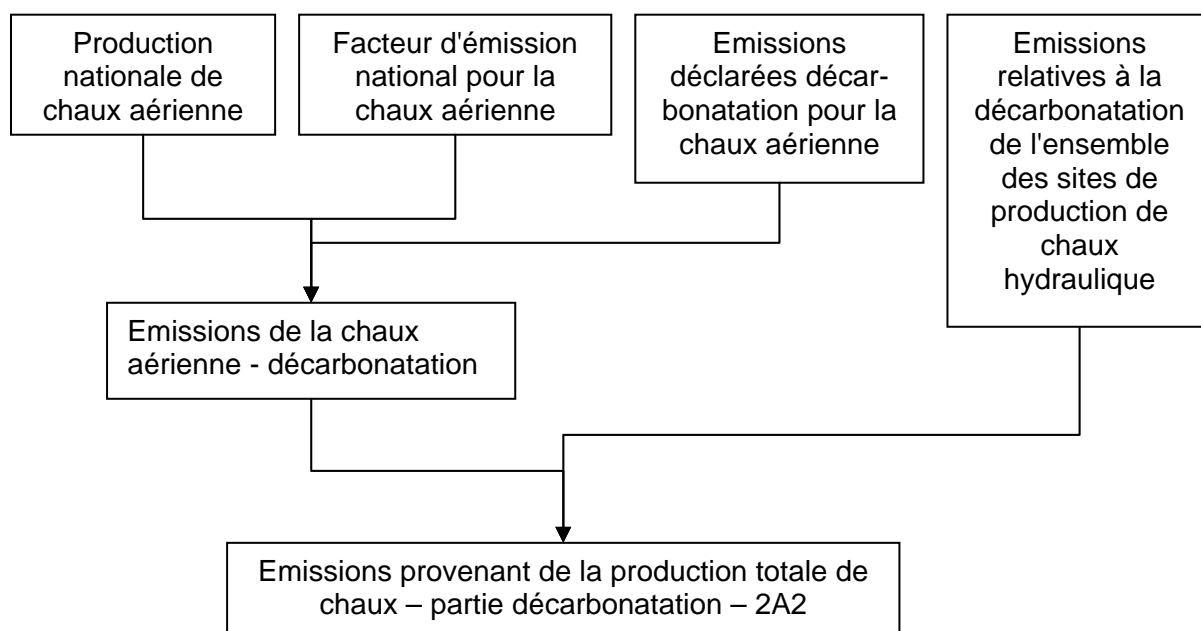 Production
nationale de
chaux aérienne
Facteur d'émission
national pour la
chaux aérienne
Emissions
déclarées décar-
bonatation pour la
chaux aérienne
Emissions
relatives à la
décarbonatation
de l'ensemble
des sites de
production de
chaux
hydraulique
Emissions de la chaux
aérienne - décarbonatation
Emissions provenant de la production totale de
chaux – partie décarbonatation – 2A2